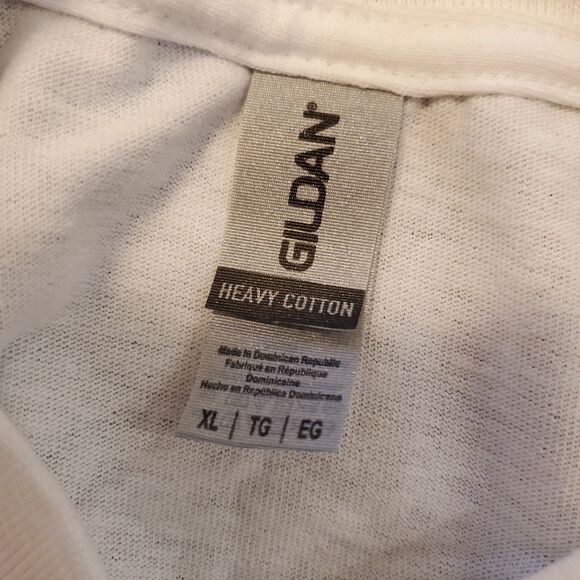 GILDAN®
HEAVY COTTON
Made in Dominican Republic
Fabriqué en République
Dominicaine
Hecho en República Dominicana
XL / TG / EG